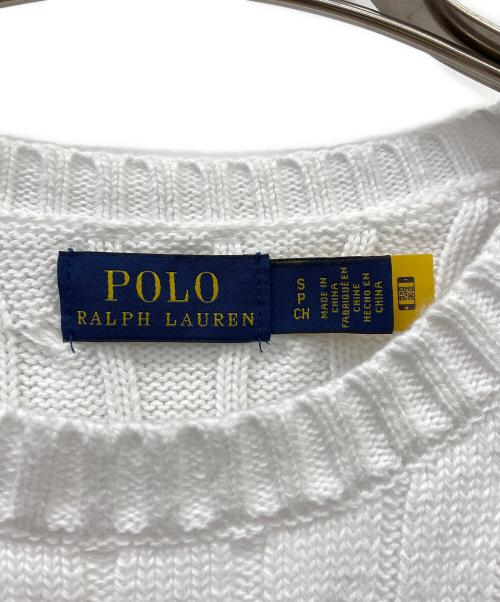 POLO
RALPH LAUREN
S
P
CH
MADE IN
CHINA
FABRIQUÉ EN
CHINE
HECHO EN
CHINA